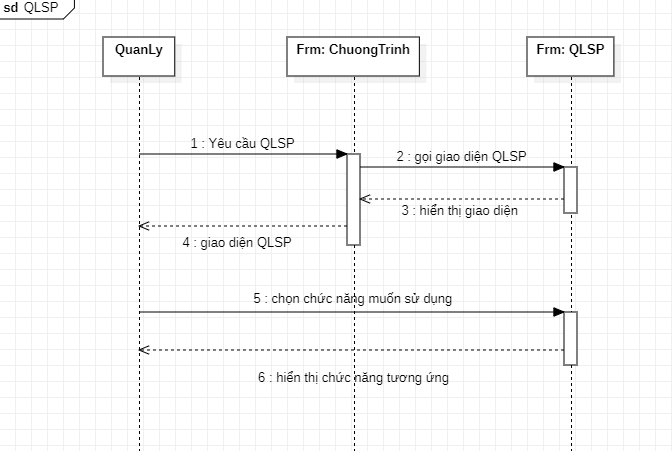 sd QLSP
QuanLy
Frm: ChuongTrinh
Frm: QLSP
1 : Yêu cầu QLSP
2 : gọi giao diện QLSP
3 : hiển thị giao diện
4 : giao diện QLSP
5 : chọn chức năng muốn sử dụng
6 : hiển thị chức năng tương ứng